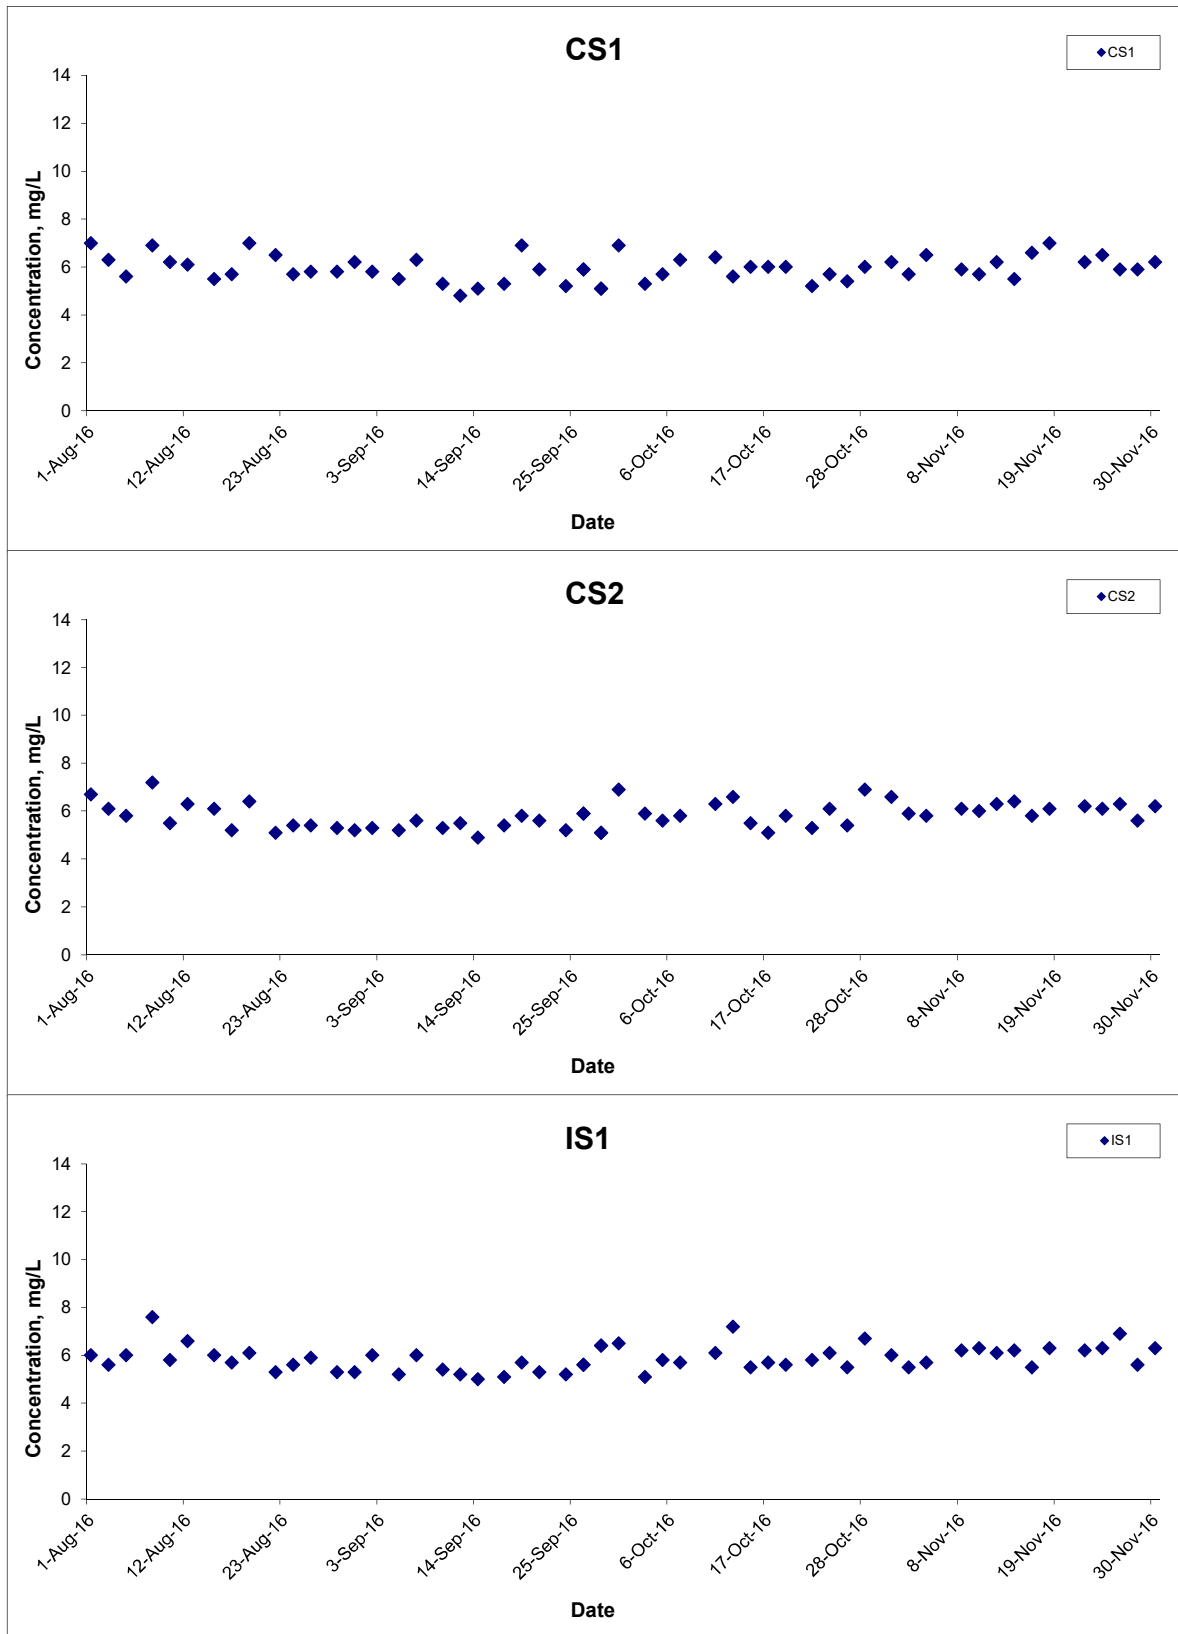 CS1
CS1
14
12
10
8
6
4
2
0
Concentration, mg/L
1-Aug-16
12-Aug-16
23-Aug-16
3-Sep-16
14-Sep-16
25-Sep-16
6-Oct-16
17-Oct-16
28-Oct-16
8-Nov-16
19-Nov-16
30-Nov-16
Date
CS2
CS2
14
12
10
8
6
4
2
0
Concentration, mg/L
1-Aug-16
12-Aug-16
23-Aug-16
3-Sep-16
14-Sep-16
25-Sep-16
6-Oct-16
17-Oct-16
28-Oct-16
8-Nov-16
19-Nov-16
30-Nov-16
Date
IS1
IS1
14
12
10
8
6
4
2
0
Concentration, mg/L
1-Aug-16
12-Aug-16
23-Aug-16
3-Sep-16
14-Sep-16
25-Sep-16
6-Oct-16
17-Oct-16
28-Oct-16
8-Nov-16
19-Nov-16
30-Nov-16
Date